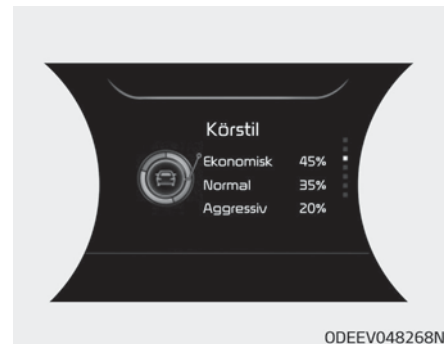 Körstil
Ekonomisk 45%
Normal 35%
Aggressiv 20%
ODEEV048268N